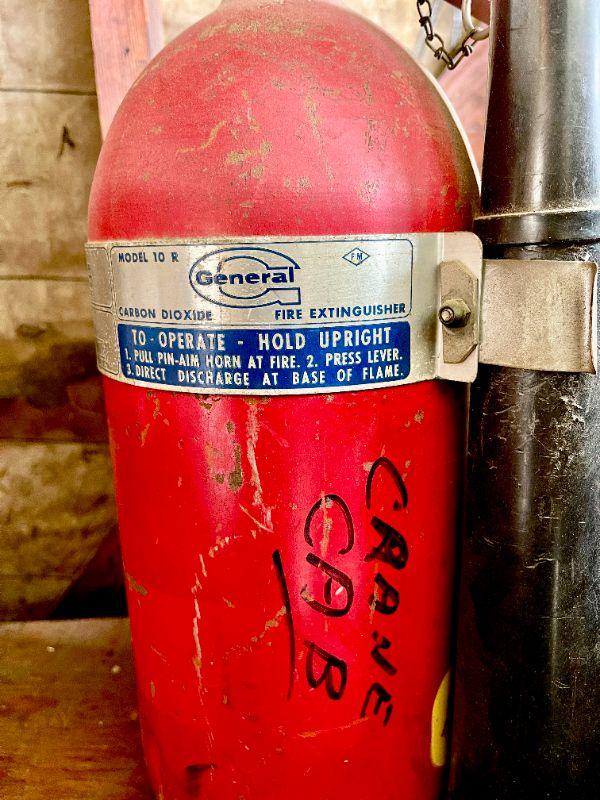 MODEL 10 R
General
FM
CARBON DIOXIDE FIRE EXTINGUISHER
TO-OPERATE - HOLD UPRIGHT
1. PULL PIN-AIM HORN AT FIRE. 2. PRESS LEVER.
3. DIRECT DISCHARGE AT BASE OF FLAME.
CRANE
CAB